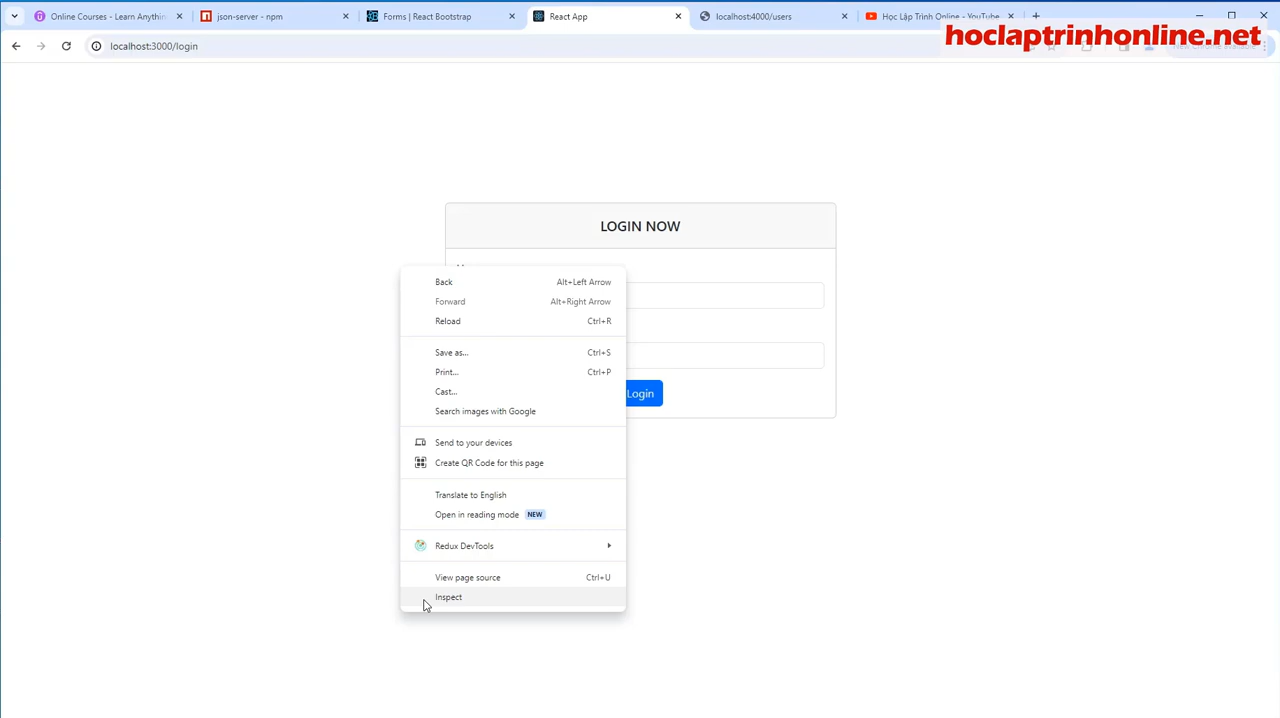 Online Courses - Learn Anythin
json-server - npm
Forms | React Bootstrap
React App
localhost:4000/users
Học Lập Trình Online - YouTube
localhost:3000/login
hoclaptrinhonline.net
LOGIN NOW
Back Alt+Left Arrow
Forward Alt+Right Arrow
Reload Ctrl+R
Save as... Ctrl+S
Print... Ctrl+P
Cast...
Login
Search images with Google
Send to your devices
Create QR Code for this page
Translate to English
Open in reading mode NEW
Redux DevTools
View page source Ctrl+U
Inspect